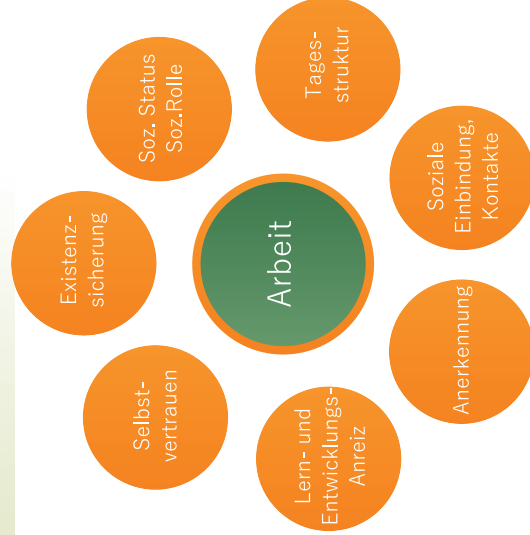 Arbeit
Existenz-
sicherung
Soz. Status
Soz.Rolle
Tages-
struktur
Soziale
Einbindung,
Kontakte
Anerkennung
Lern- und
Entwicklungs-
Anreiz
Selbst-
vertrauen